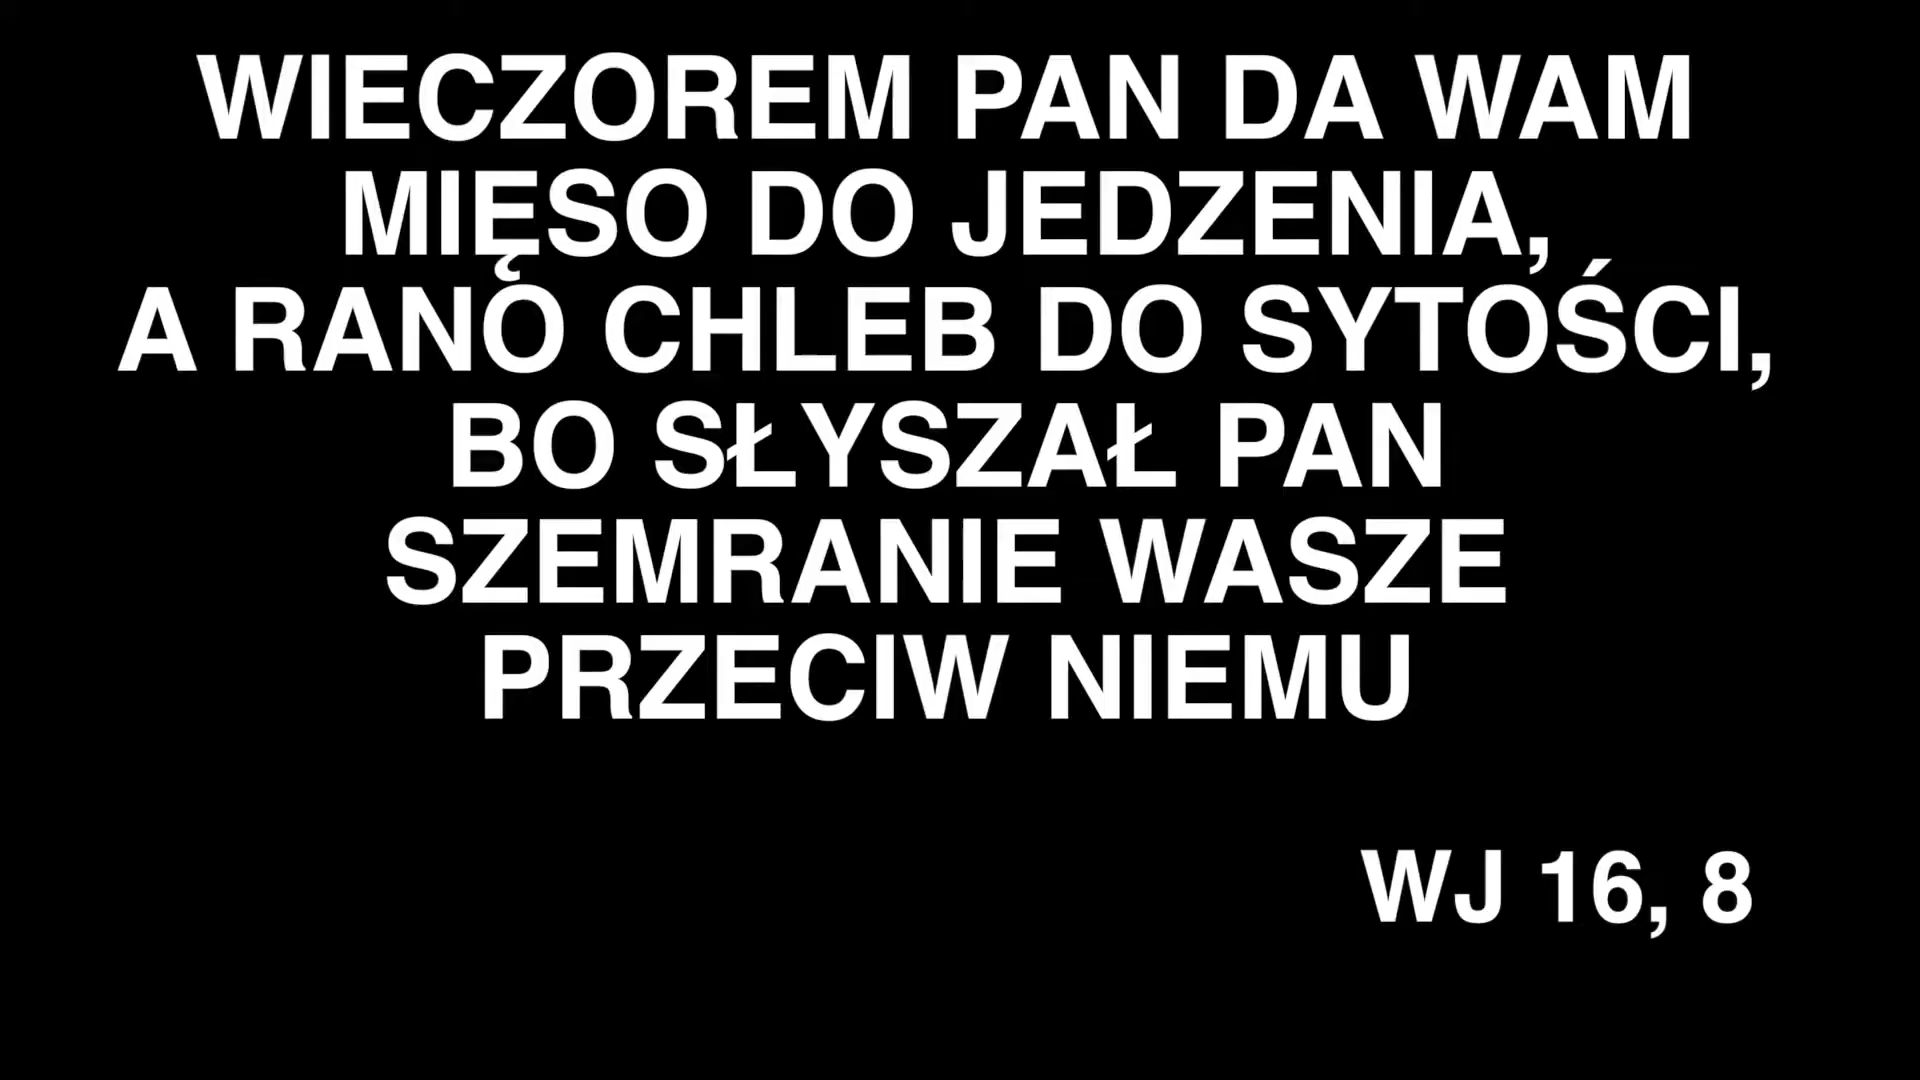 WIECZOREM PAN DA WAM
MIĘSO DO JEDZENIA,
A RANO CHLEB DO SYTOŚCI,
BO SŁYSZAŁ PAN
SZEMRANIE WASZE
PRZECIW NIEMU
WJ 16, 8